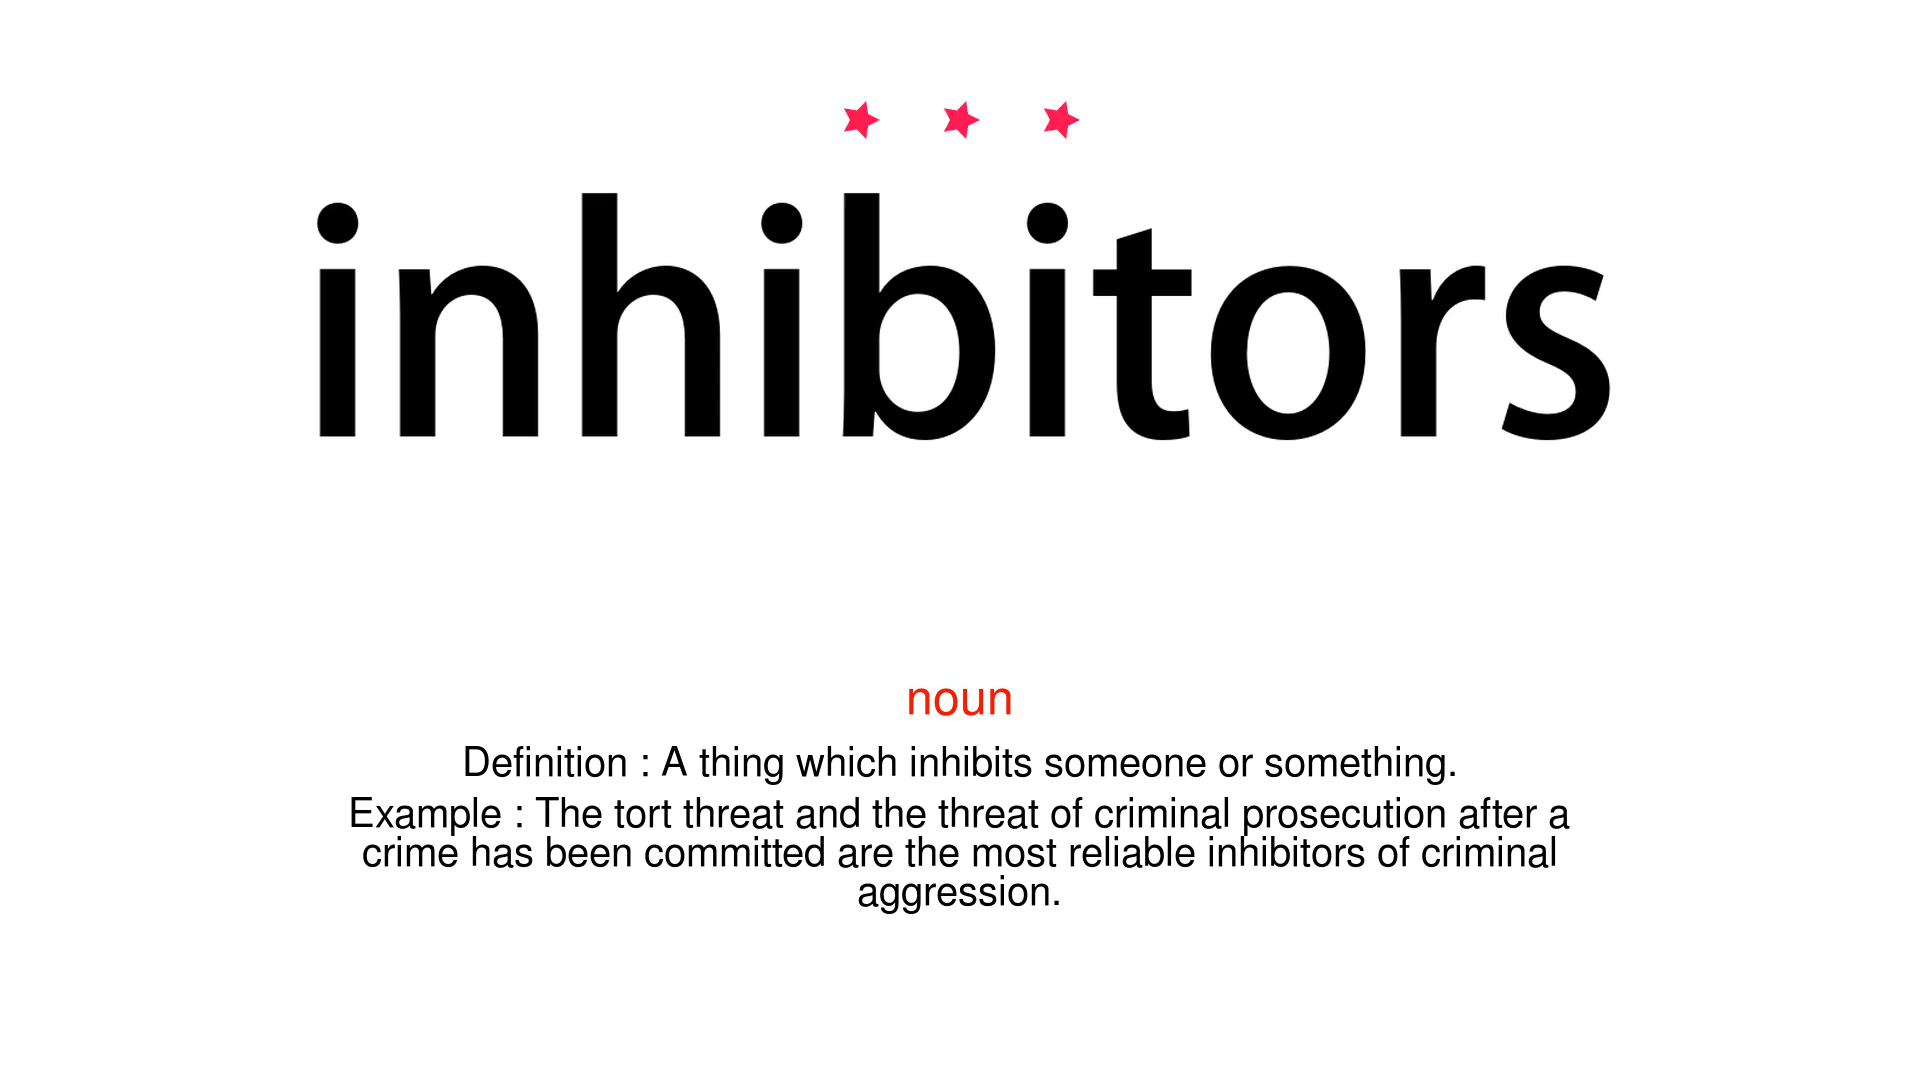 inhibitors
noun
Definition : A thing which inhibits someone or something.
Example : The tort threat and the threat of criminal prosecution after a
crime has been committed are the most reliable inhibitors of criminal
aggression.